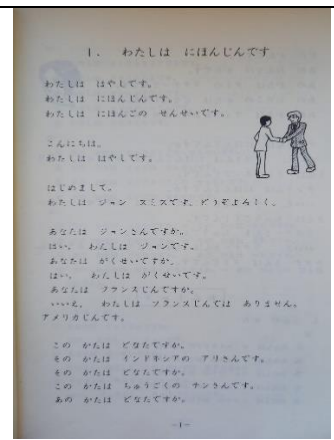 1. わたしは にほんじんです
わたしは はやしです。
わたしは にほんじんです。
わたしは にほんごの せんせいです。
こんにちは。
わたしは はやしです。
はじめまして。
わたしは ジョン スミスです。どうぞよろしく。
あなたは ジョンさんですか。
はい、 わたしは ジョンです。
あなたは がくせいですか。
はい、 わたしは がくせいです。
あなたは フランスじんですか。
いいえ、 わたしは フランスじんでは ありません。
アメリカじんです。
この かたは どなたですか。
その かたは インドネシアの アリさんです。
その かたは どなたですか。
この かたは ちゅうごくの さんです。
あの かたは どなたですか。
-1-